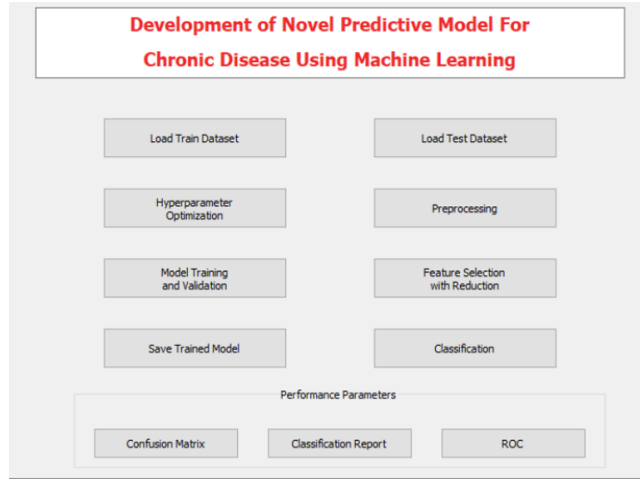 Development of Novel Predictive Model For
Chronic Disease Using Machine Learning
Load Train Dataset
Load Test Dataset
Hyperparameter
Optimization
Preprocessing
Model Training
and Validation
Feature Selection
with Reduction
Save Trained Model
Classification
Performance Parameters
Confusion Matrix
Classification Report
ROC